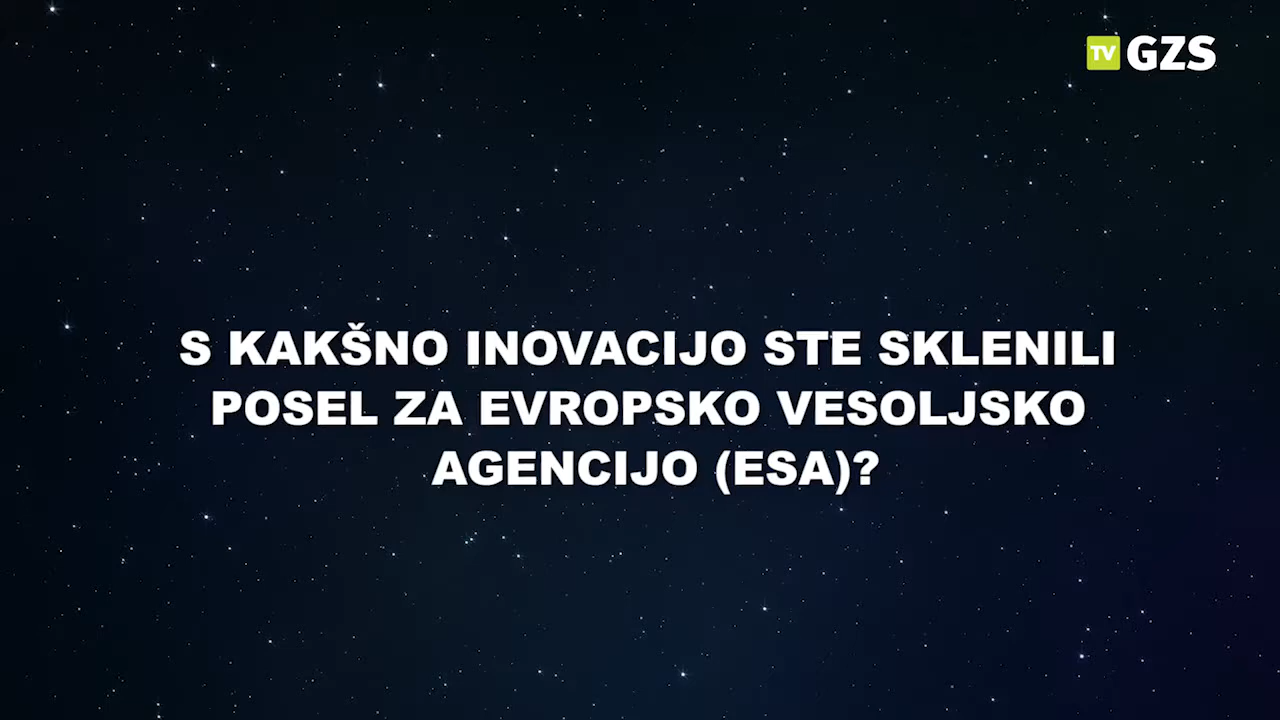 TV GZS
S KAKŠNO INOVACIJO STE SKLENILI
POSEL ZA EVROPSKO VESOLJSKO
AGENCIJO (ESA)?